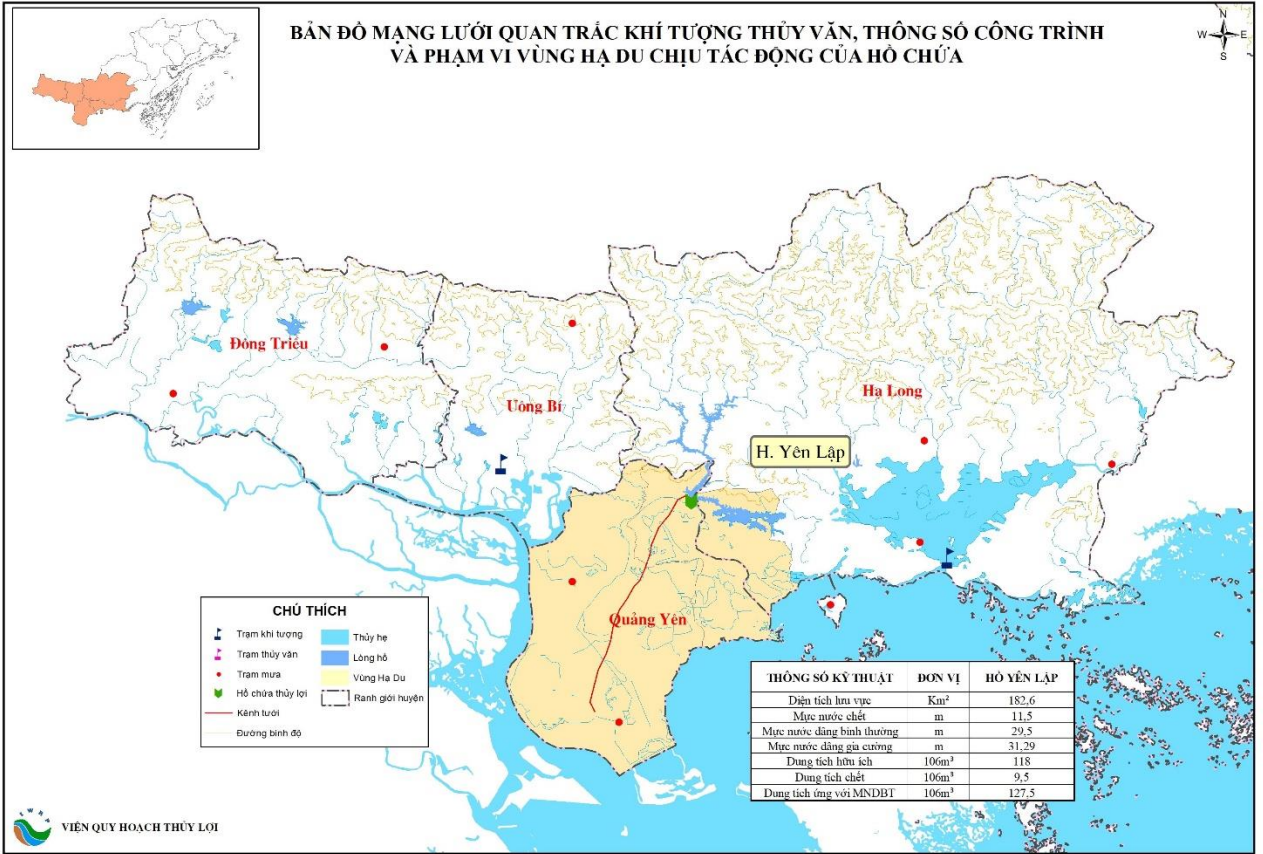 BẢN ĐỒ MẠNG LƯỚI QUAN TRẮC KHÍ TƯỢNG THỦY VĂN, THÔNG SỐ CÔNG TRÌNH
VÀ PHẠM VI VÙNG HẠ DU CHỊU TÁC ĐỘNG CỦA HỒ CHỨA
N
W E
S
Đông Triều
Uông Bí
Hạ Long
H. Yên Lập
Quảng Yên
CHÚ THÍCH
Trạm khí tượng
Trạm thủy văn
Trạm mưa
Hồ chứa thủy lợi
Kênh tưới
Đường bình độ
Thủy hệ
Lòng hồ
Vùng Hạ Du
Ranh giới huyện
THÔNG SỐ KỸ THUẬT ĐƠN VỊ HỒ YÊN LẬP
Diện tích lưu vực Km² 182,6
Mực nước chết m 11,5
Mực nước dâng bình thường m 29,5
Mực nước dâng gia cường m 31,29
Dung tích hữu ích 106m³ 118
Dung tích chết 106m³ 9,5
Dung tích ứng với MNDBT 106m³ 127,5
VIỆN QUY HOẠCH THỦY LỢI